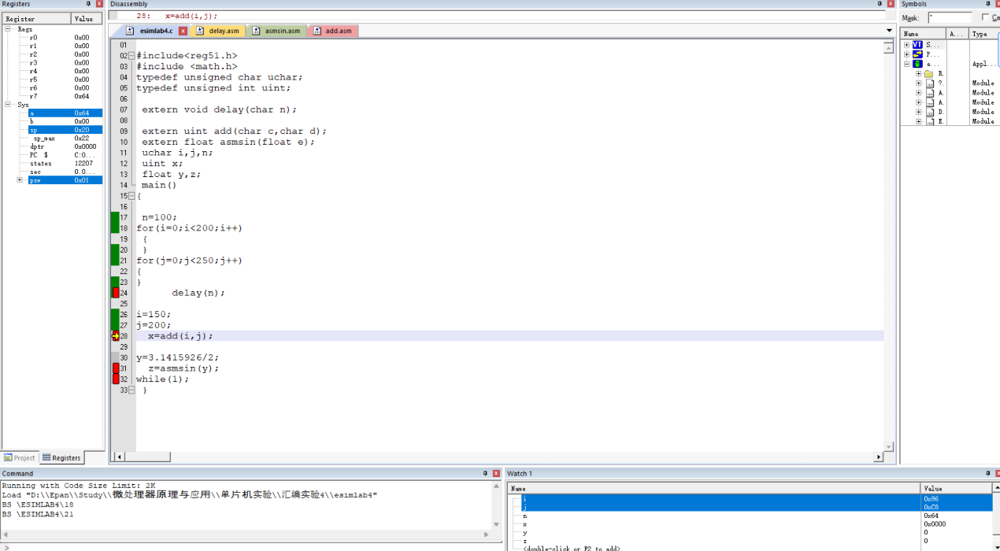 Registers
Register Value
Regs
r0 0x00
r1 0x00
r2 0x00
r3 0x00
r4 0x00
r5 0x00
r6 0x00
r7 0x64
Sys
a 0x64
b 0x00
sp 0x20
sp_max 0x22
dptr 0x0000
PC $ C:0...
states 12207
sec 0.0...
psw 0x01
Project Registers
Disassembly
28: x=add(i,j);
esimlab4.c delay.asm asmsin.asm add.asm
01
02 #include<reg51.h>
03 #include <math.h>
04 typedef unsigned char uchar;
05 typedef unsigned int uint;
06
07 extern void delay(char n);
08
09 extern uint add(char c,char d);
10 extern float asmsin(float e);
11 uchar i,j,n;
12 uint x;
13 float y,z;
14 main()
15 {
16
17 n=100;
18 for(i=0;i<200;i++)
19 {
20 }
21 for(j=0;j<250;j++)
22 {
23 }
24 delay(n);
25
26 i=150;
27 j=200;
28 x=add(i,j);
29
30 y=3.1415926/2;
31 z=asmsin(y);
32 while(1);
33 }
Symbols
Mask: * Ca
Name A... Type
VT S...
P...
e... Appl...
R.
?. Module
A. Module
A. Module
D. Module
E. Module
Command
Running with Code Size Limit: 2K
Load "D:\\Epan\\Study\\微处理器原理与应用\\单片机实验\\汇编实验4\\esimlab4"
BS \ESIMLAB4\18
BS \ESIMLAB4\21
>
Watch 1
Name Value
i 0x96
j 0xC8
n 0x64
x 0x0000
y 0
z 0
<double-click or F2 to add>